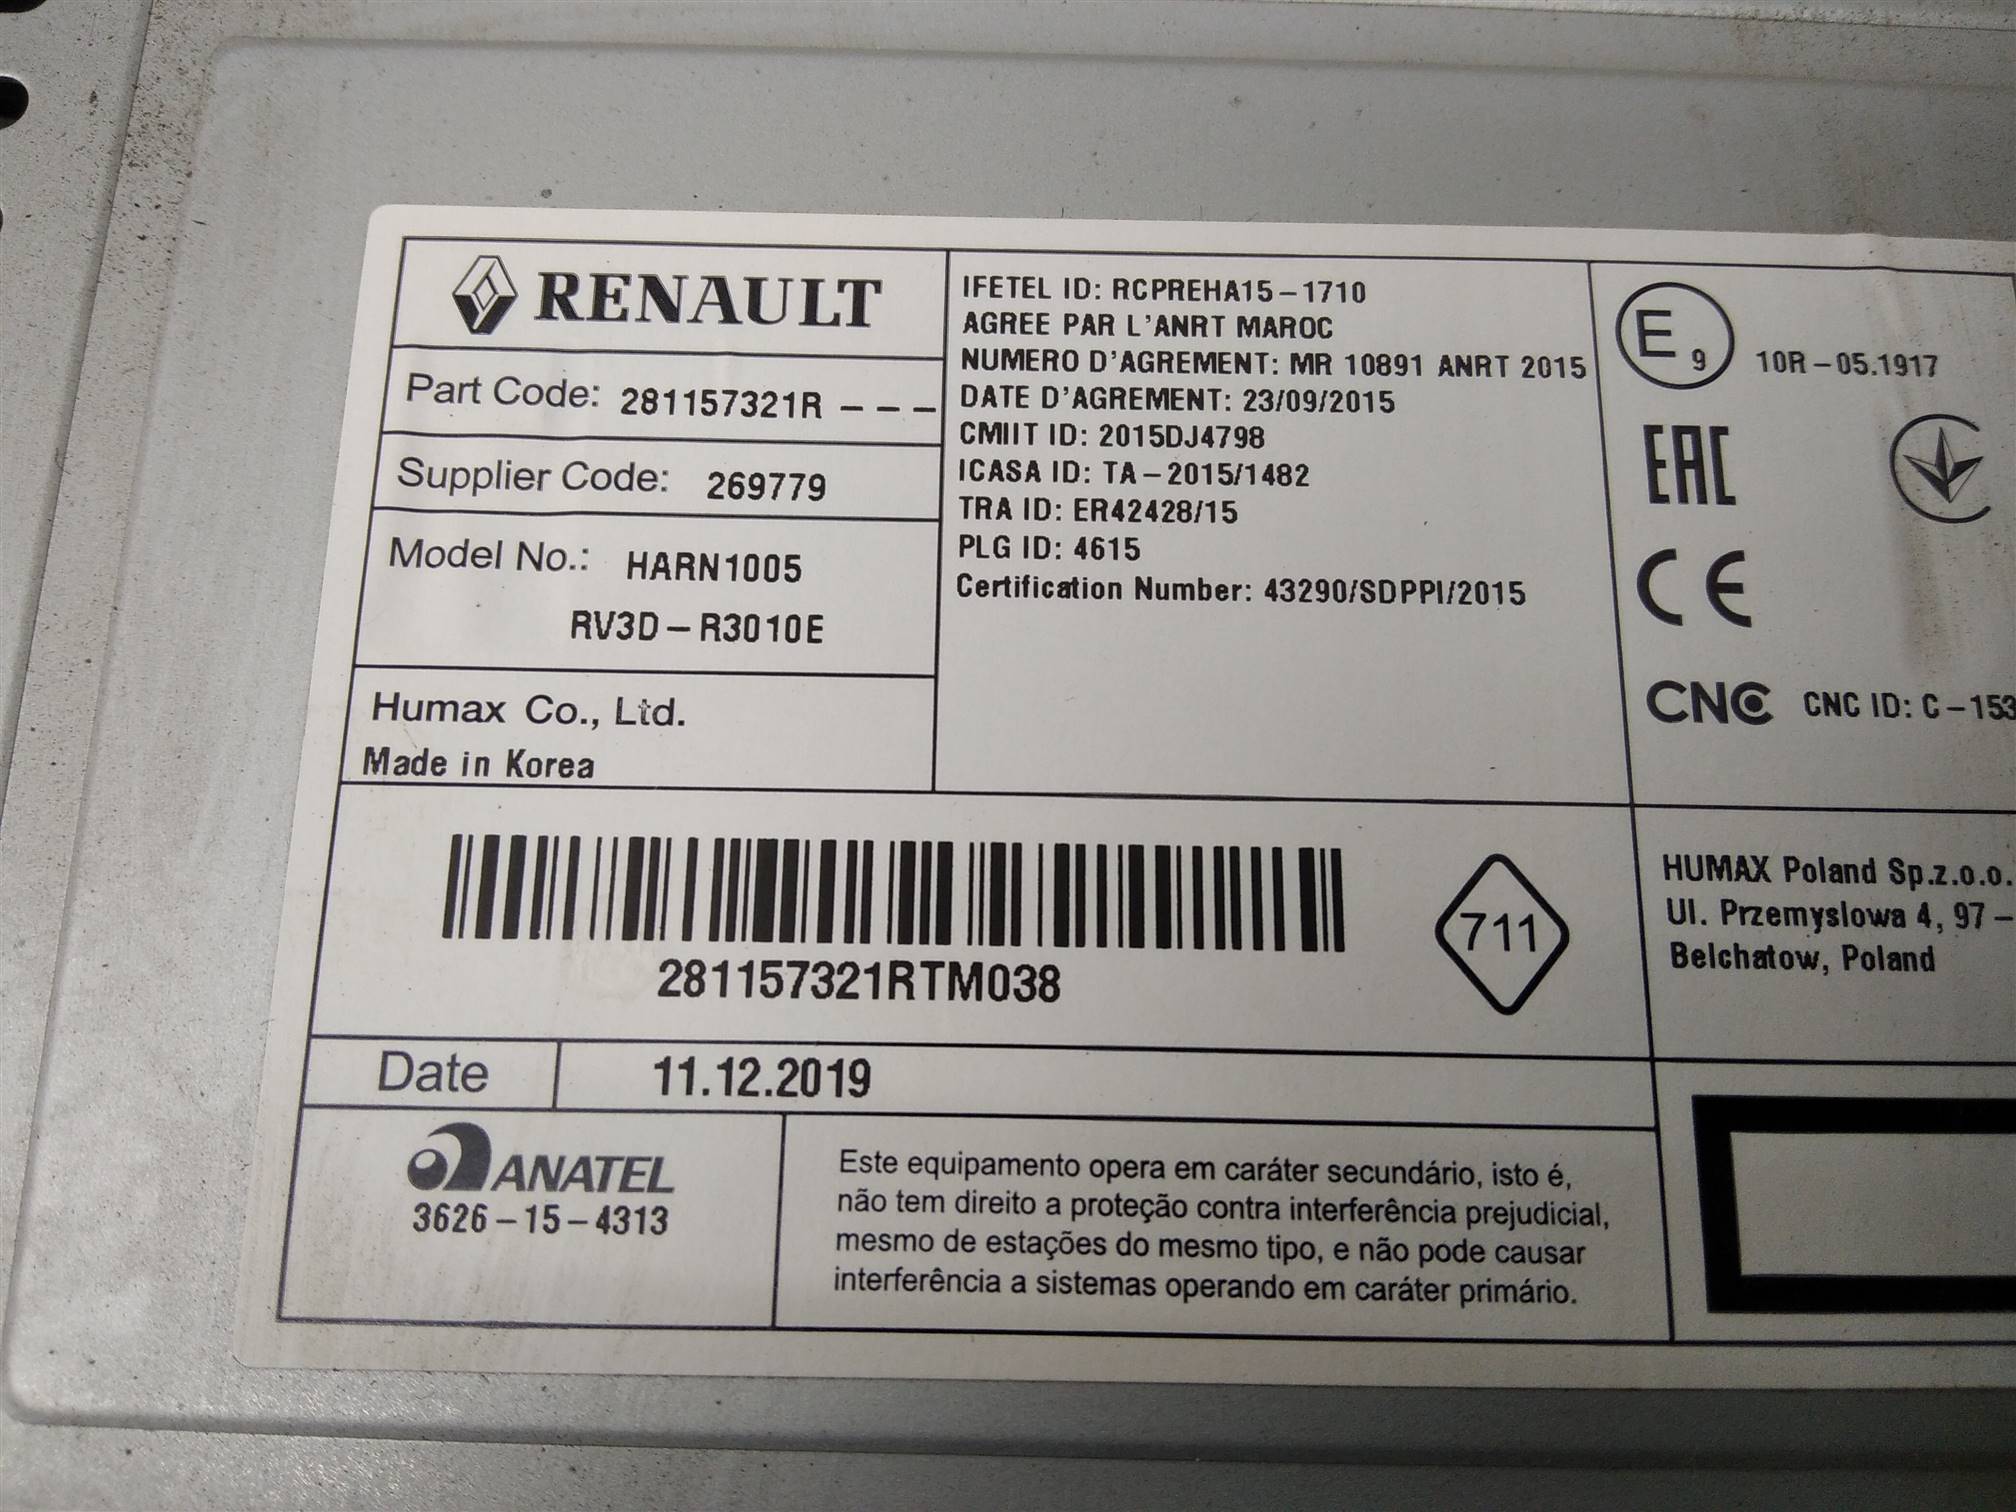 RENAULT
Part Code: 281157321R - - -
Supplier Code: 269779
Model No.: HARN1005
RV3D-R3010E
Humax Co., Ltd.
Made in Korea
IFETEL ID: RCPREHA15-1710
AGREE PAR L'ANRT MAROC
NUMERO D'AGREMENT: MR 10891 ANRT 2015
DATE D'AGREMENT: 23/09/2015
CMIIT ID: 2015DJ4798
ICASA ID: TA-2015/1482
TRA ID: ER42428/15
PLG ID: 4615
Certification Number: 43290/SDPPI/2015
E9 10R-05.1917
EAC
CE
CNC CNC ID: C-153
281157321RTM038
711
HUMAX Poland Sp.z.o.o.
Ul. Przemyslowa 4, 97-
Belchatow, Poland
Date 11.12.2019
ANATEL
3626-15-4313
Este equipamento opera em caráter secundário, isto é,
não tem direito a proteção contra interferência prejudicial,
mesmo de estações do mesmo tipo, e não pode causar
interferência a sistemas operando em caráter primário.